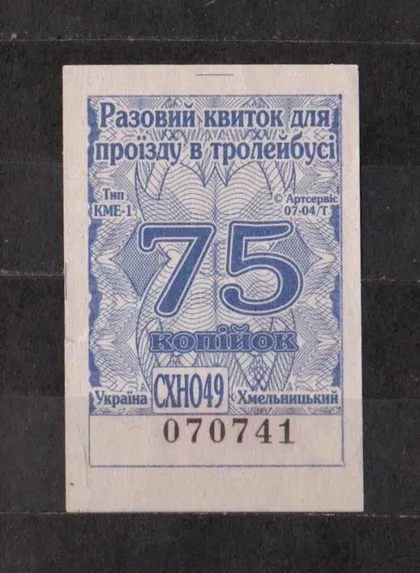 Разовий квиток для
проїзду в тролейбусі
Тип
КМЕ-1
© Артсервіс
07-04/Т
75
копійок
Україна СХН049 Хмельницький
070741